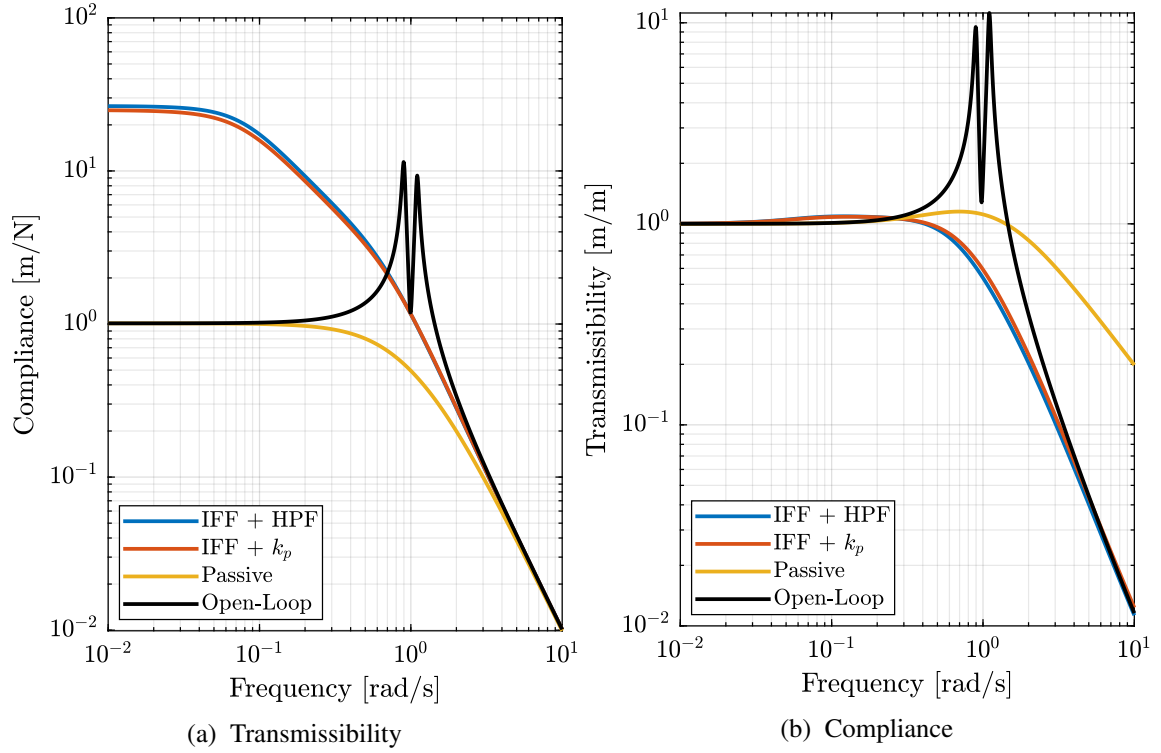 Compliance [m/N]
10^2
10^1
10^0
10^-1
10^-2
IFF + HPF
IFF + k_p
Passive
Open-Loop
10^-2
10^-1
10^0
10^1
Frequency [rad/s]
(a) Transmissibility
Transmissibility [m/m]
10^1
10^0
10^-1
10^-2
IFF + HPF
IFF + k_p
Passive
Open-Loop
10^-2
10^-1
10^0
10^1
Frequency [rad/s]
(b) Compliance